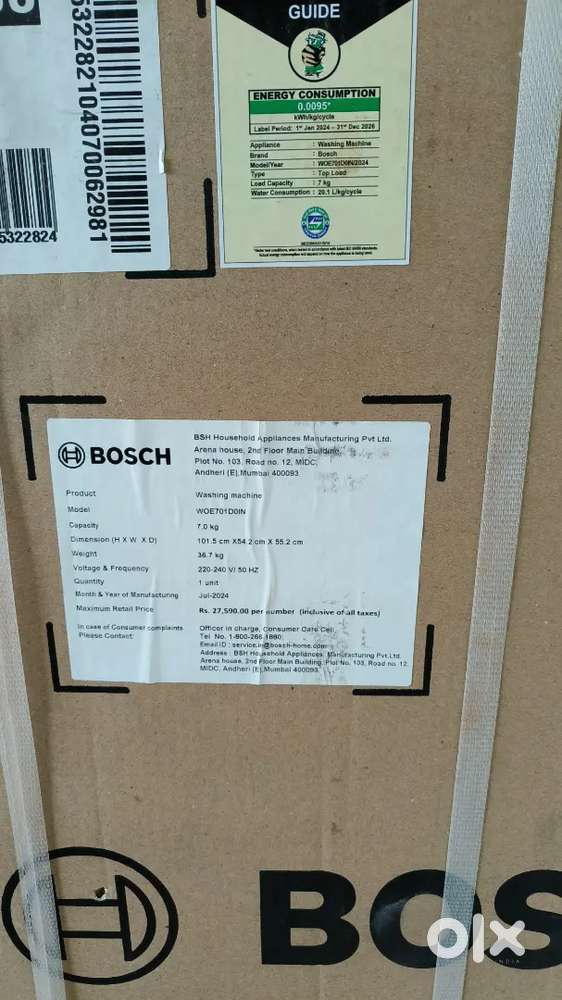 5322821040700062981
5322824
GUIDE
ENERGY CONSUMPTION
0.0095*
kWh/kg/cycle
Label Period: 1st Jan 2024 – 31st Dec 2026
Appliance : Washing Machine
Brand : Bosch
Model/Year : WOE701D0IN/2024
Type : Top Load
Load Capacity : 7 kg
Water Consumption : 20.1 L/kg/cycle
BOSCH
BSH Household Appliances Manufacturing Pvt Ltd.
Arena house, 2nd Floor Main Building,
Plot No. 103, Road no. 12, MIDC,
Andheri (E),Mumbai 400093
Product Washing machine
Model WOE701D0IN
Capacity 7.0 kg
Dimension (H X W X D) 101.5 cm X54.2 cm X 55.2 cm
Weight 36.7 kg
Voltage & Frequency 220-240 V/ 50 HZ
Quantity 1 unit
Month & Year of Manufacturing Jul-2024
Maximum Retail Price Rs. 27,590.00 per number (inclusive of all taxes)
In case of Consumer complaints Officer in charge, Consumer Care Cell
Please Contact: Tel No. 1-800-266-1880
Email ID : service.in@bosch-home.com
Address : BSH Household Appliances Manufacturing Pvt.Ltd.
Arena house, 2nd Floor Main Building, Plot No. 103, Road no. 12,
MIDC, Andheri (E),Mumbai 400093
BOS
olx
INDIA